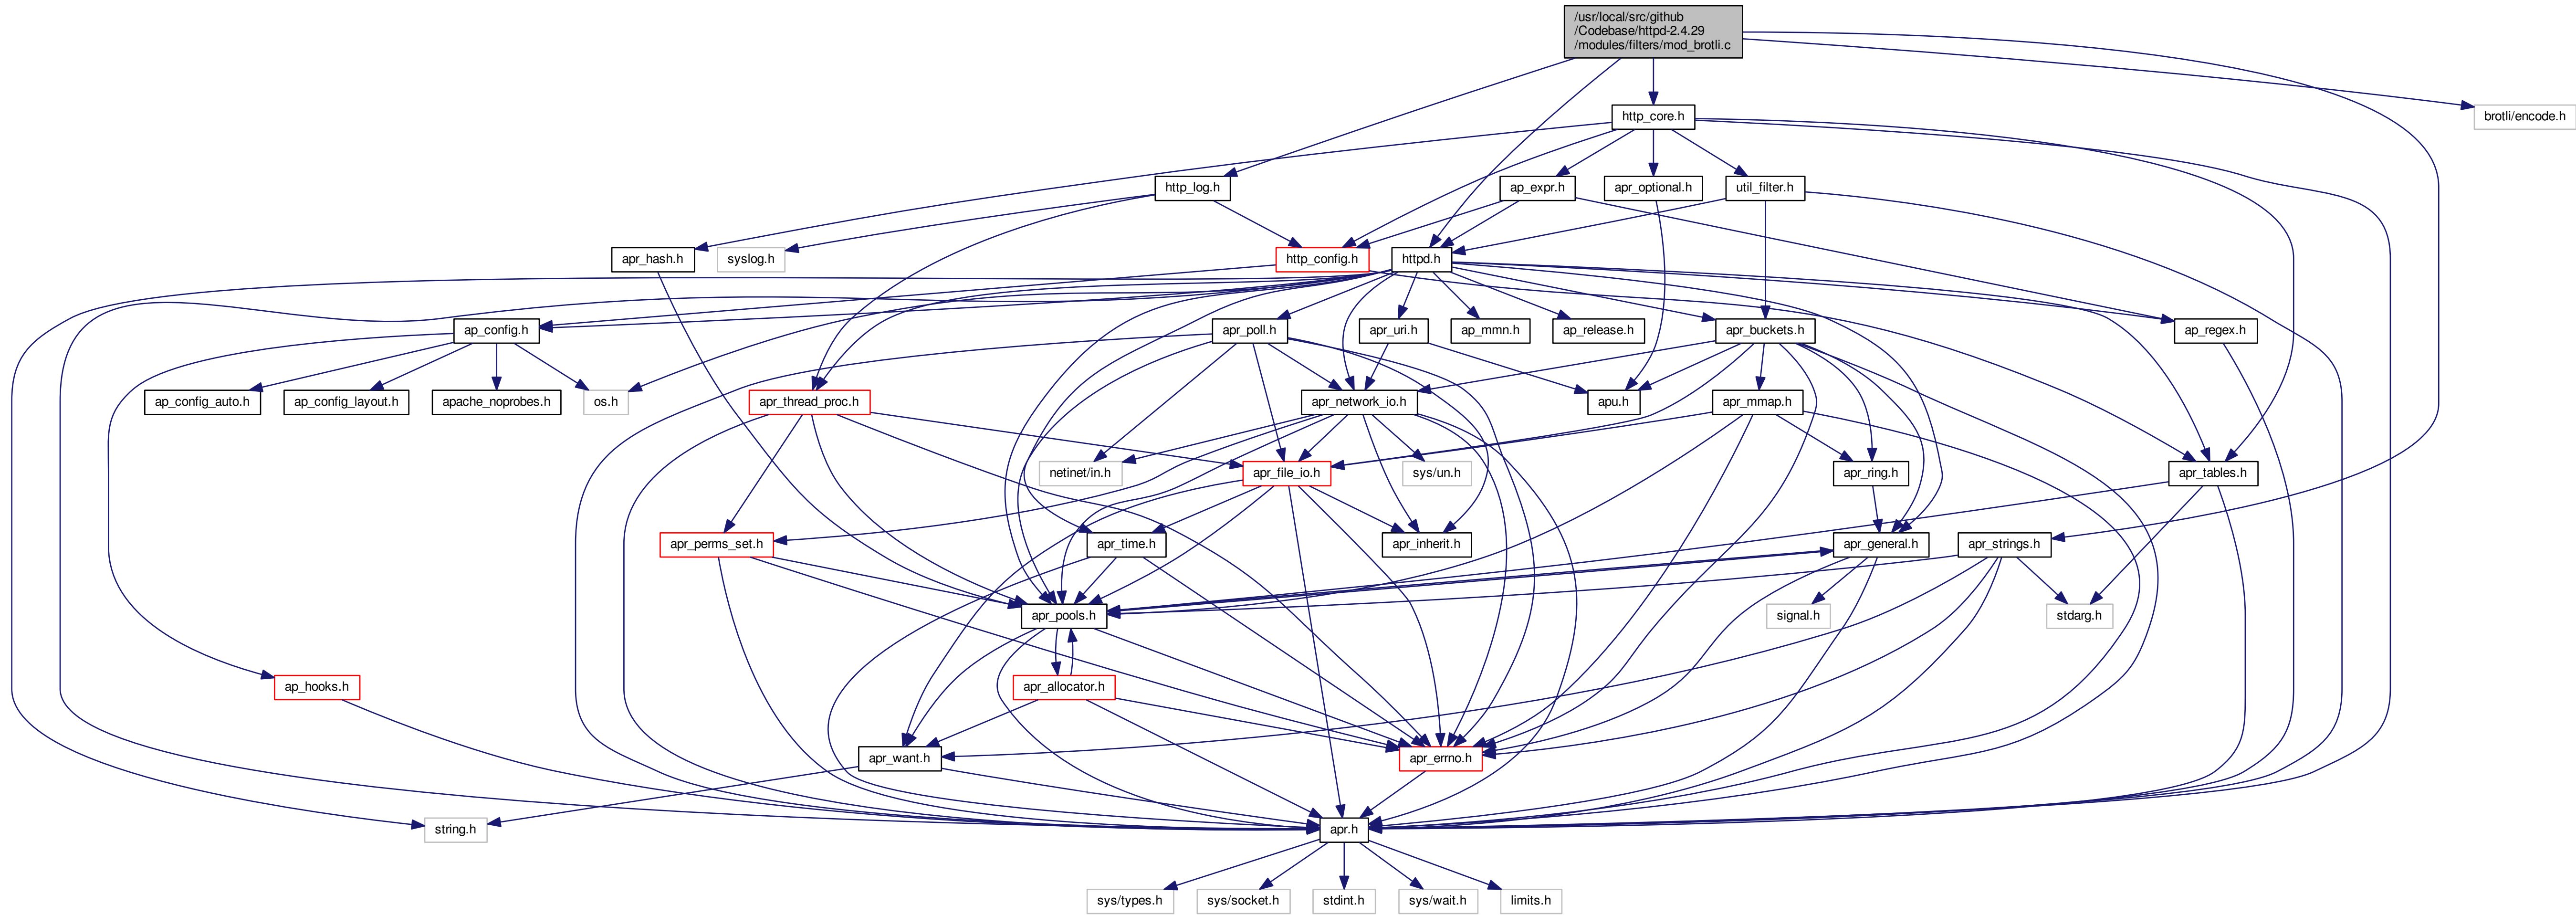 /usr/local/src/github
/Codebase/httpd-2.4.29
/modules/filters/mod_brotli.c
http_core.h
brotli/encode.h
http_log.h
ap_expr.h
apr_optional.h
util_filter.h
apr_hash.h
syslog.h
http_config.h
httpd.h
ap_config.h
apr_poll.h
apr_uri.h
ap_mmn.h
ap_release.h
apr_buckets.h
ap_regex.h
ap_config_auto.h
ap_config_layout.h
apache_noprobes.h
os.h
apr_thread_proc.h
apr_network_io.h
apu.h
apr_mmap.h
netinet/in.h
apr_file_io.h
sys/un.h
apr_ring.h
apr_tables.h
apr_perms_set.h
apr_time.h
apr_inherit.h
apr_general.h
apr_strings.h
apr_pools.h
signal.h
stdarg.h
ap_hooks.h
apr_allocator.h
apr_want.h
apr_errno.h
string.h
apr.h
sys/types.h
sys/socket.h
stdint.h
sys/wait.h
limits.h